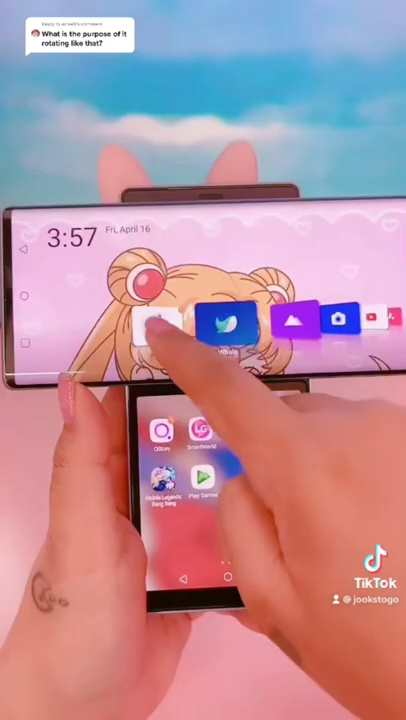 What is the purpose of it
rotating like that?
3:57
Fri, April 16
Whale
QStory
SmartWorld
Mobile Legends:
Bang Bang
Play Games
TikTok
@jookstogo